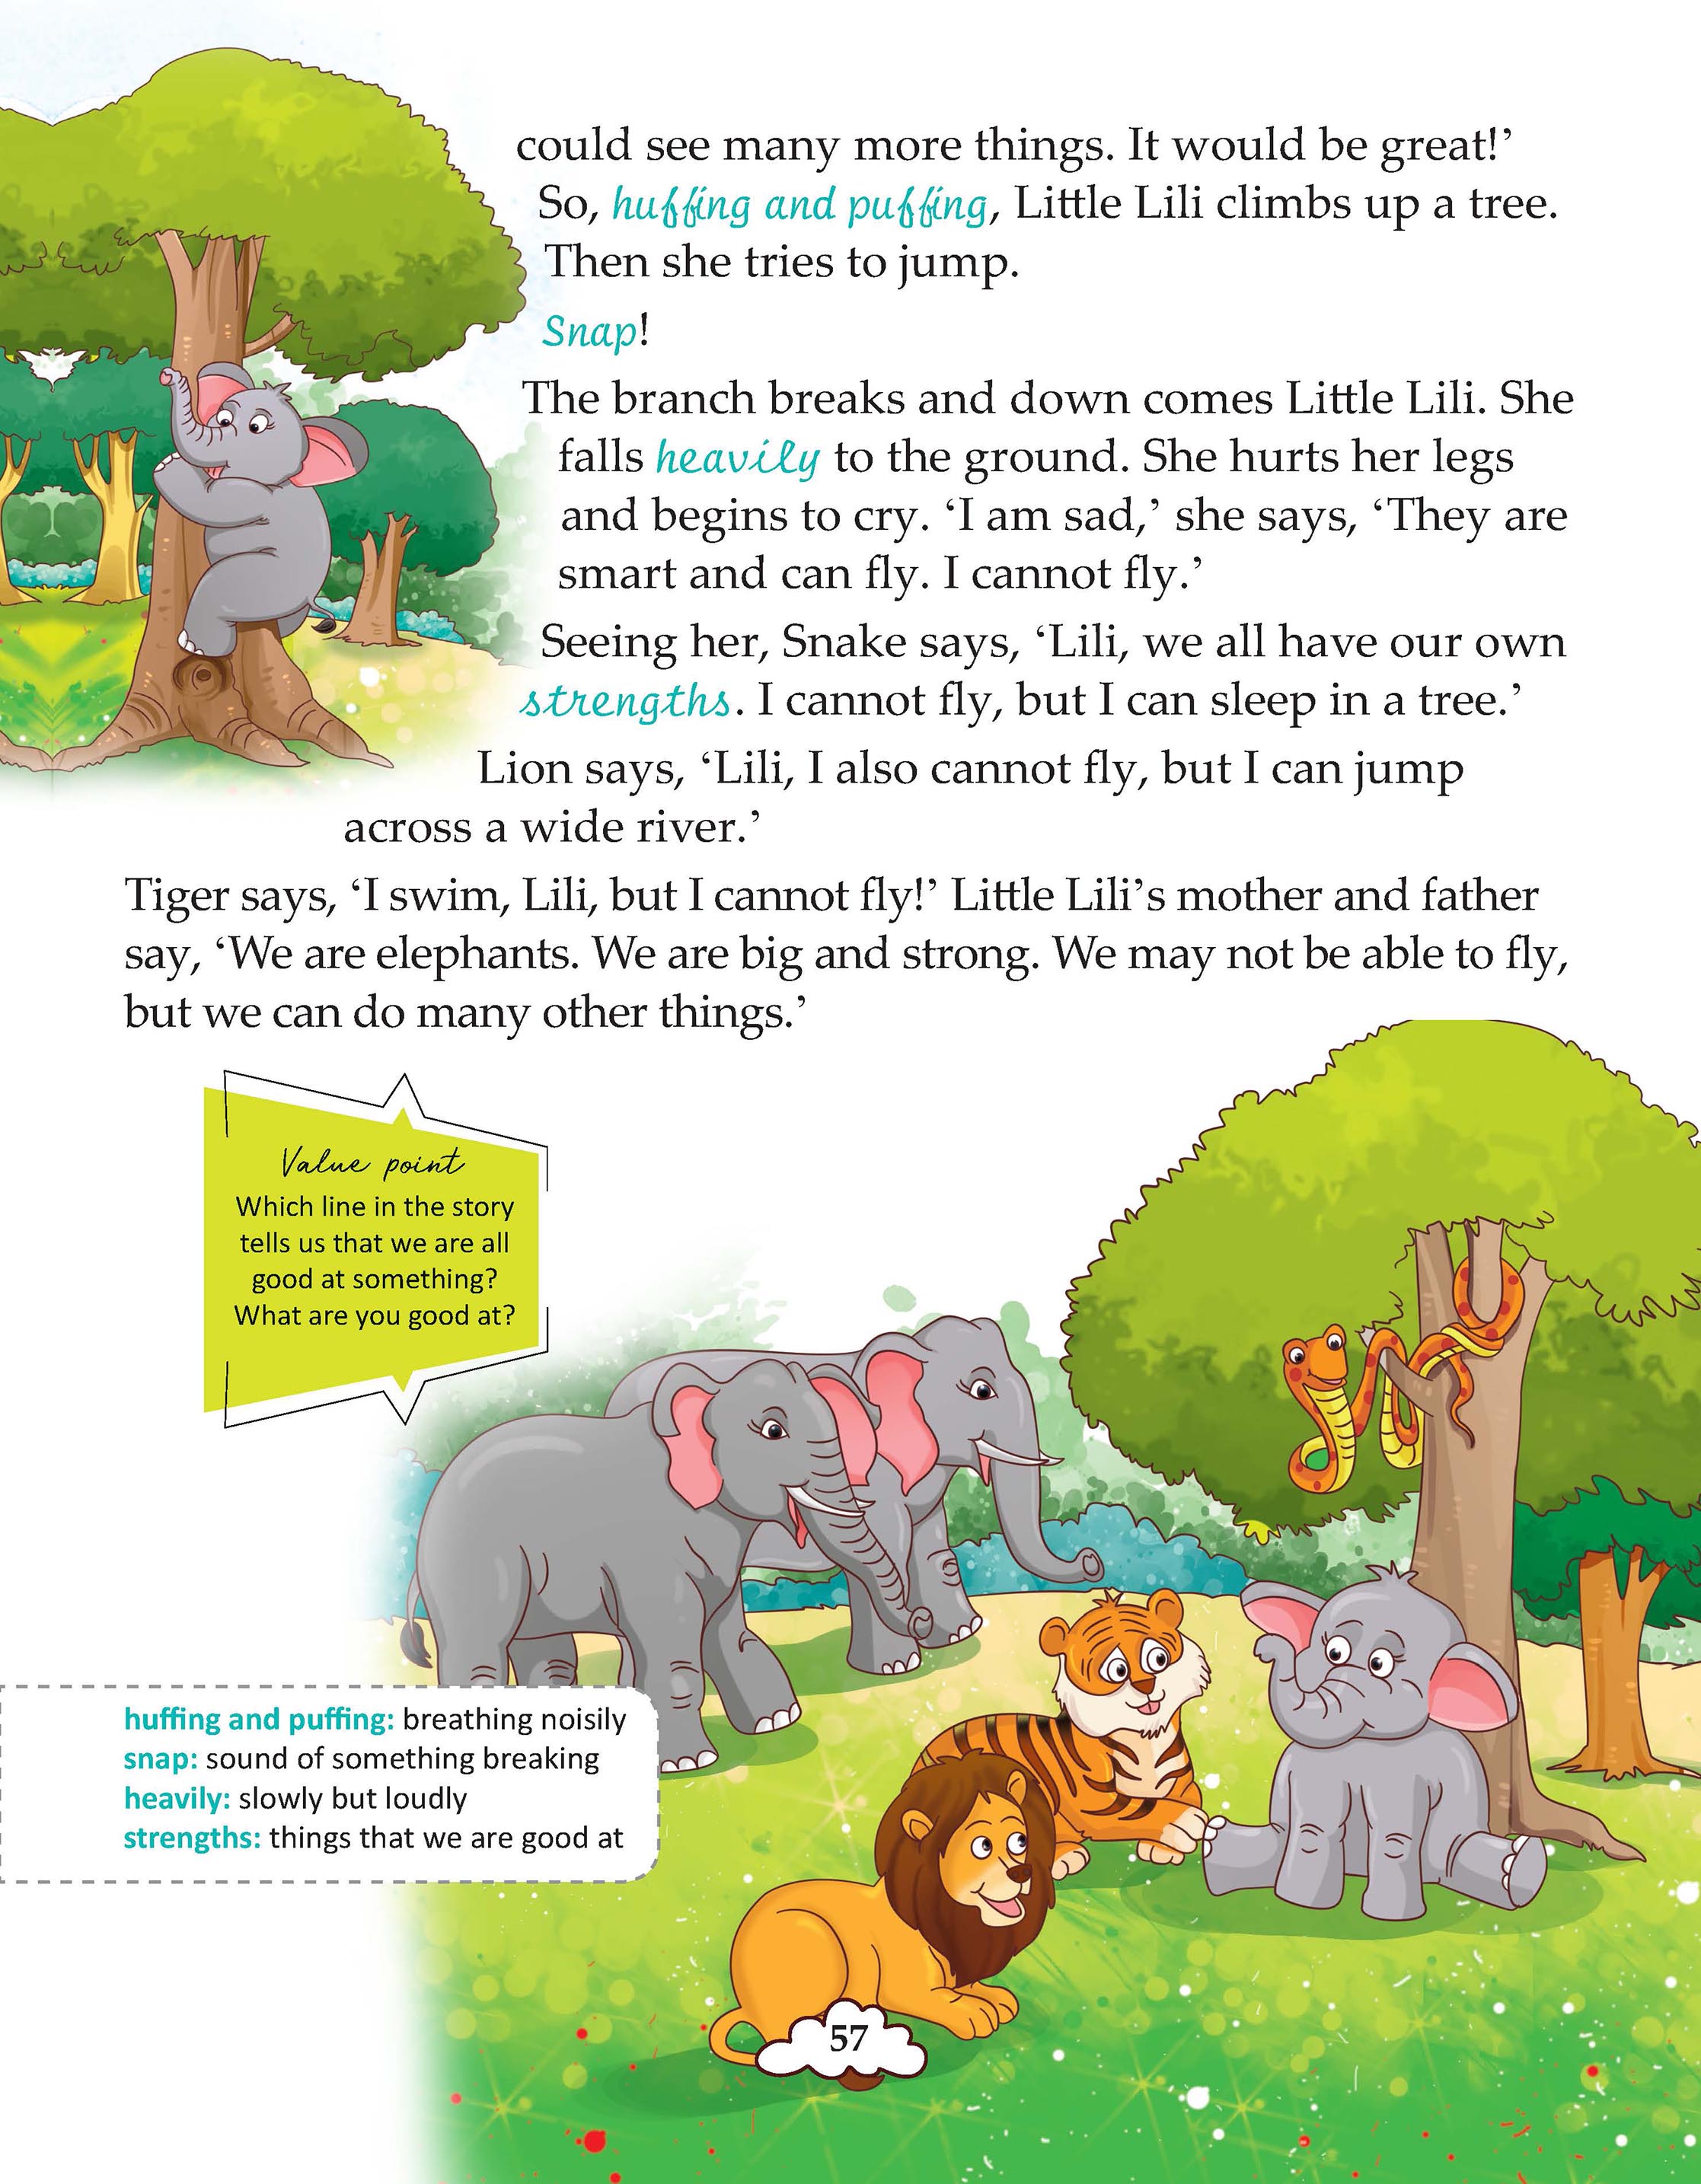 could see many more things. It would be great!’
So, huffing and puffing, Little Lili climbs up a tree.
Then she tries to jump.
Snap!
The branch breaks and down comes Little Lili. She
falls heavily to the ground. She hurts her legs
and begins to cry. ‘I am sad,’ she says, ‘They are
smart and can fly. I cannot fly.’
Seeing her, Snake says, ‘Lili, we all have our own
strengths. I cannot fly, but I can sleep in a tree.’
Lion says, ‘Lili, I also cannot fly, but I can jump
across a wide river.’
Tiger says, ‘I swim, Lili, but I cannot fly!’ Little Lili’s mother and father
say, ‘We are elephants. We are big and strong. We may not be able to fly,
but we can do many other things.’
Value point
Which line in the story
tells us that we are all
good at something?
What are you good at?
huffing and puffing: breathing noisily
snap: sound of something breaking
heavily: slowly but loudly
strengths: things that we are good at
57